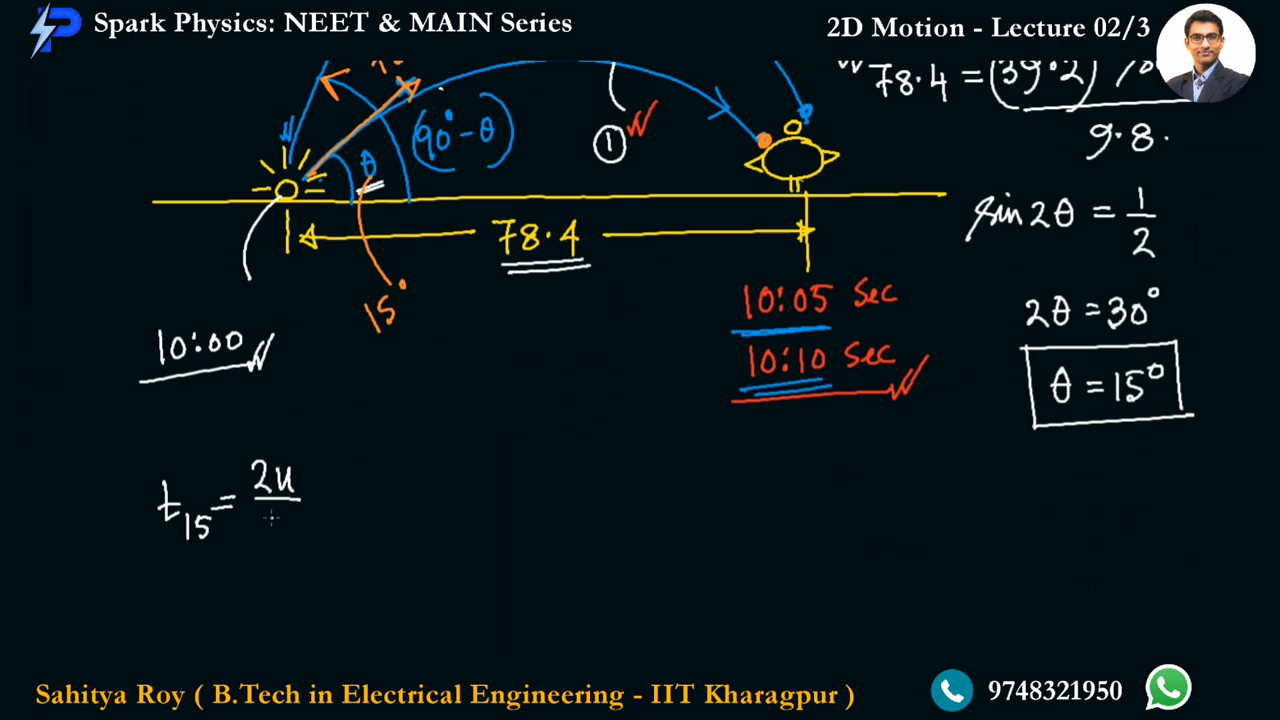 Spark Physics: NEET & MAIN Series
2D Motion - Lecture 02/3
78.4 = (39.2)
9.8.
(90° - θ)
θ
①
78.4
15°
sin 2θ = 1/2
2θ = 30°
θ = 15°
10:00
10:05 Sec
10:10 Sec
t15 = 2u
Sahitya Roy ( B.Tech in Electrical Engineering - IIT Kharagpur )
9748321950